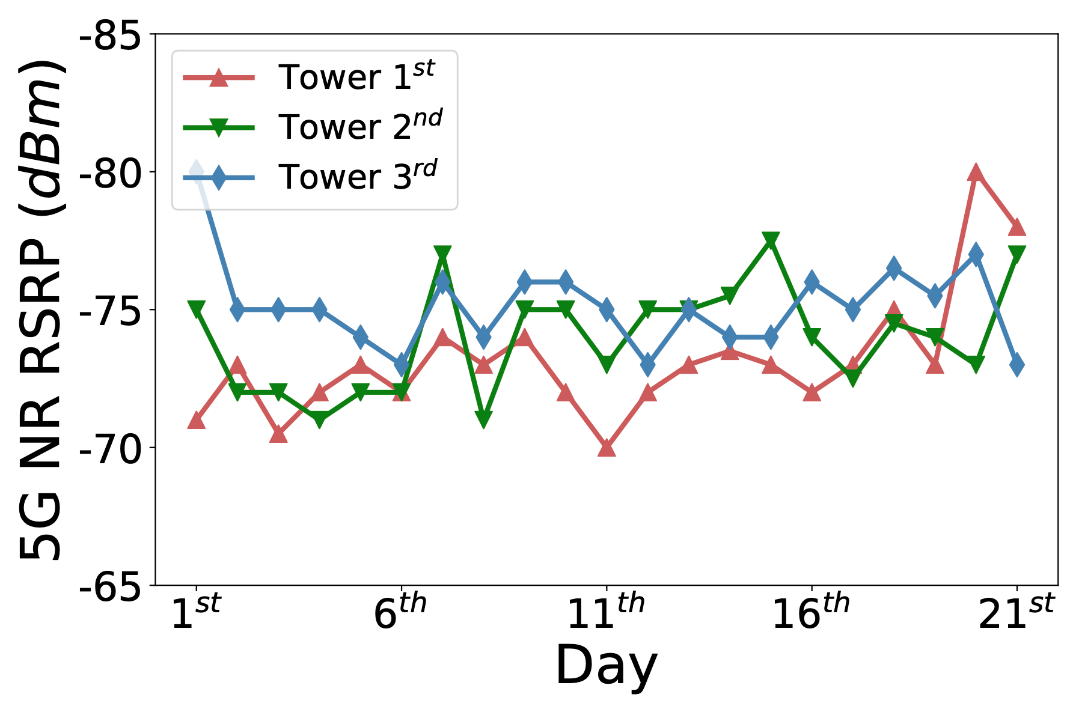 5G NR RSRP (dBm)
-85
-80
-75
-70
-65
Tower 1st
Tower 2nd
Tower 3rd
1st 6th 11th 16th 21st
Day